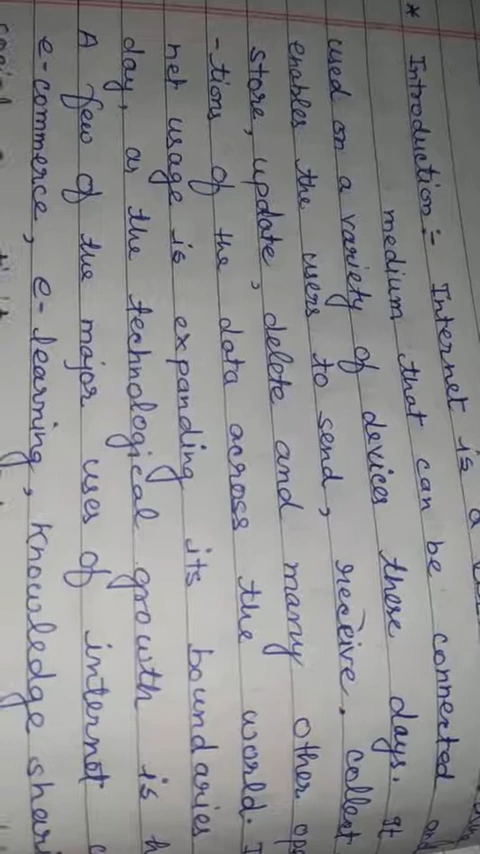 * Introduction:- Internet is a
medium that can be connected and
used on a variety of devices these days. It
enables the users to send, receive, collect
store, update, delete and many other ope
-tions of the data across the world. I
net usage is expanding its boundaries
day, as the technological growth is h
A few of the major uses of internet
e-commerce, e-learning, Knowledge shari